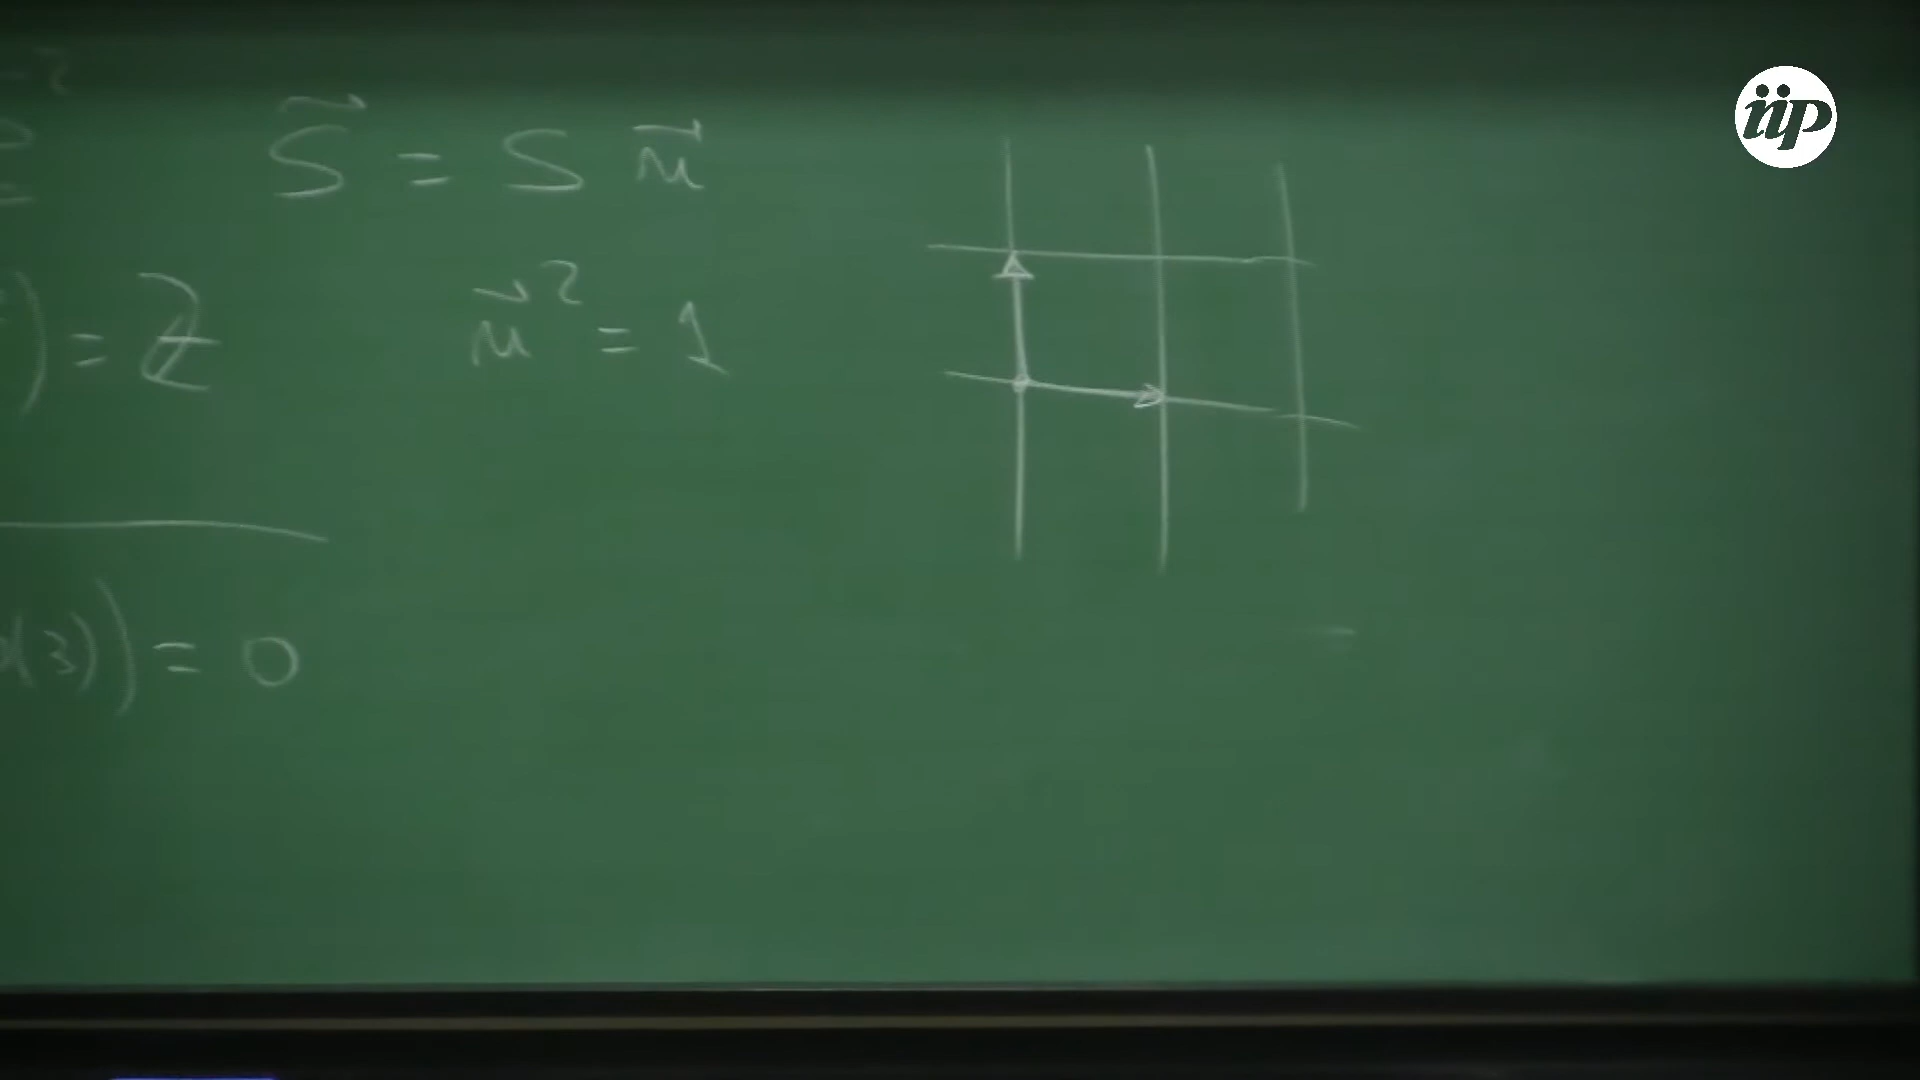 iip
S⃗ = S n⃗
n⃗² = 1
) = ℤ
(3)) = 0